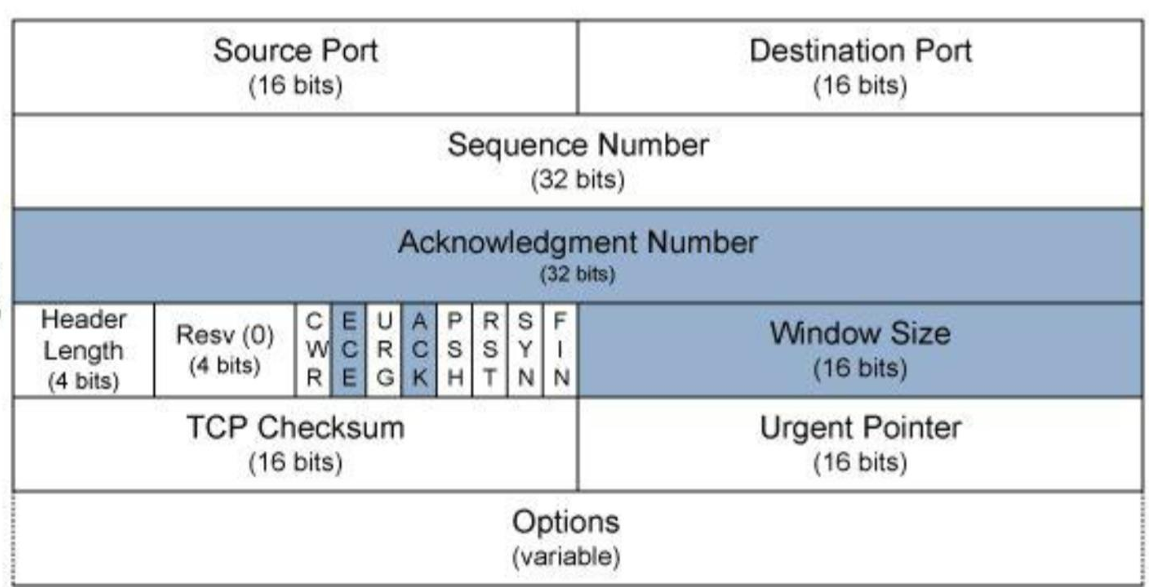 Source Port
(16 bits)
Destination Port
(16 bits)
Sequence Number
(32 bits)
Acknowledgment Number
(32 bits)
Header
Length
(4 bits)
Resv (0)
(4 bits)
CWR
ECE
URG
ACK
PSH
RST
SYN
FIN
Window Size
(16 bits)
TCP Checksum
(16 bits)
Urgent Pointer
(16 bits)
Options
(variable)